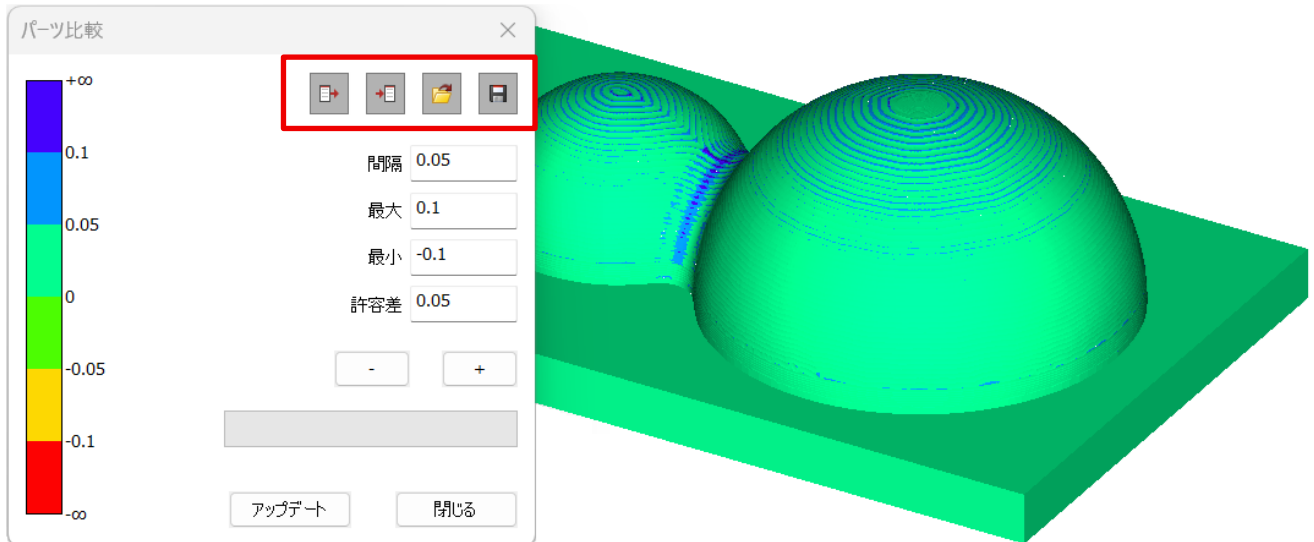 パーツ比較
+∞
0.1
0.05
0
-0.05
-0.1
-∞
間隔 0.05
最大 0.1
最小 -0.1
許容差 0.05
- +
アップデート 閉じる